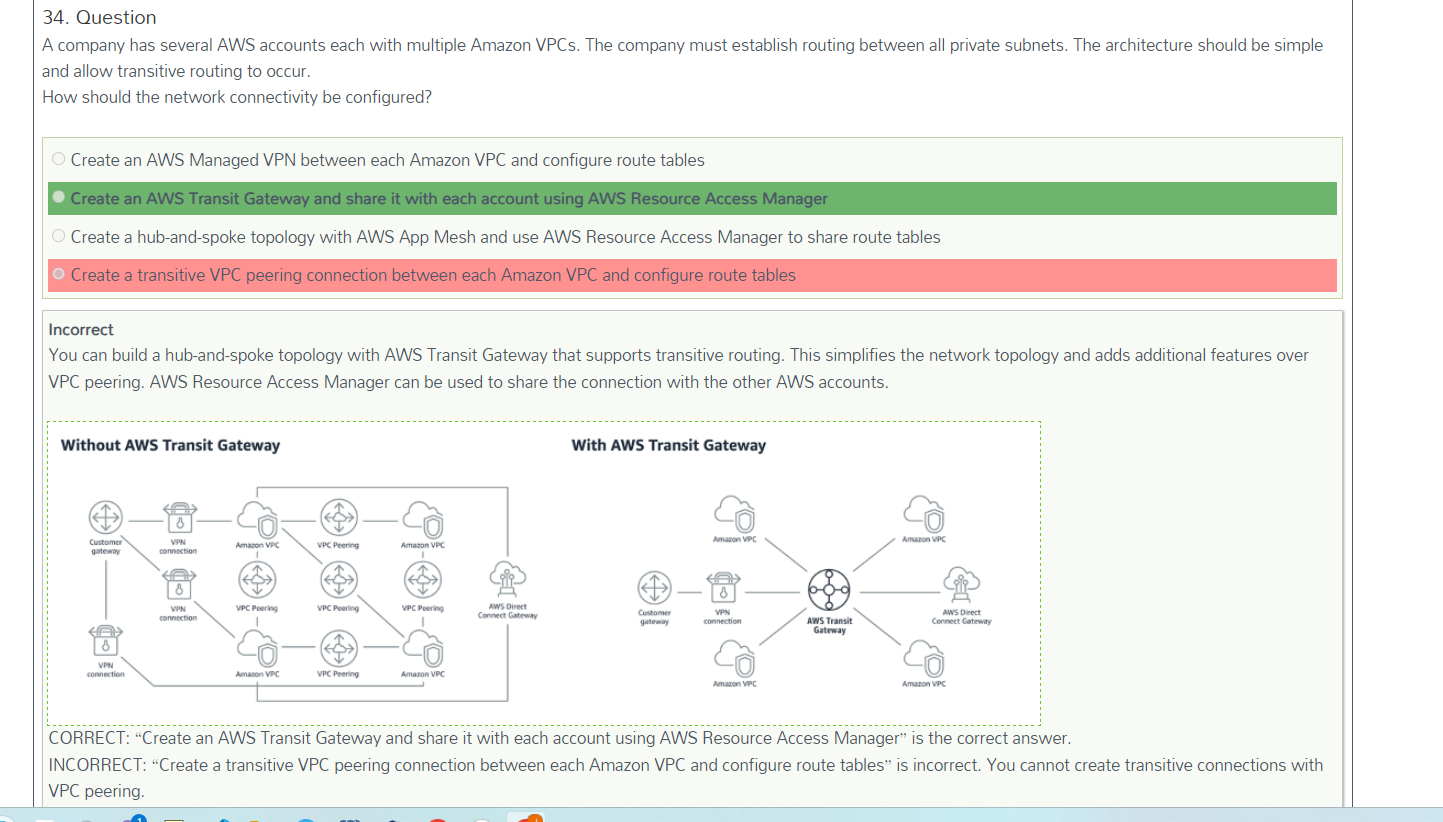 34. Question
A company has several AWS accounts each with multiple Amazon VPCs. The company must establish routing between all private subnets. The architecture should be simple
and allow transitive routing to occur.
How should the network connectivity be configured?
Create an AWS Managed VPN between each Amazon VPC and configure route tables
Create an AWS Transit Gateway and share it with each account using AWS Resource Access Manager
Create a hub-and-spoke topology with AWS App Mesh and use AWS Resource Access Manager to share route tables
Create a transitive VPC peering connection between each Amazon VPC and configure route tables
Incorrect
You can build a hub-and-spoke topology with AWS Transit Gateway that supports transitive routing. This simplifies the network topology and adds additional features over
VPC peering. AWS Resource Access Manager can be used to share the connection with the other AWS accounts.
Without AWS Transit Gateway
Customer
gateway
VPN
connection
Amazon VPC
VPC Peering
Amazon VPC
VPN
connection
VPC Peering
VPC Peering
VPC Peering
AWS Direct
Connect Gateway
VPN
connection
Amazon VPC
VPC Peering
Amazon VPC
With AWS Transit Gateway
Amazon VPC
Amazon VPC
Customer
gateway
VPN
connection
AWS Transit
Gateway
AWS Direct
Connect Gateway
Amazon VPC
Amazon VPC
CORRECT: “Create an AWS Transit Gateway and share it with each account using AWS Resource Access Manager” is the correct answer.
INCORRECT: “Create a transitive VPC peering connection between each Amazon VPC and configure route tables” is incorrect. You cannot create transitive connections with
VPC peering.
1